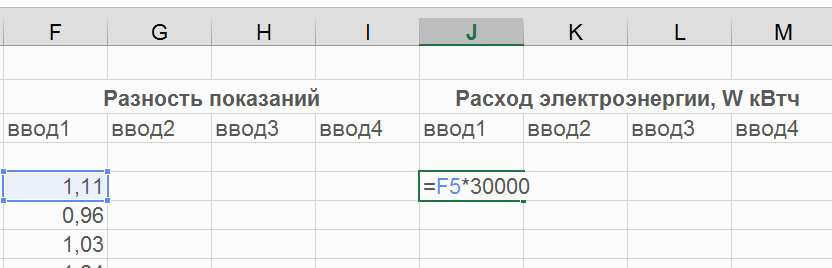 F G H I J K L M
Разность показаний Расход электроэнергии, W кВтч
ввод1 ввод2 ввод3 ввод4 ввод1 ввод2 ввод3 ввод4
1,11 =F5*30000
0,96
1,03